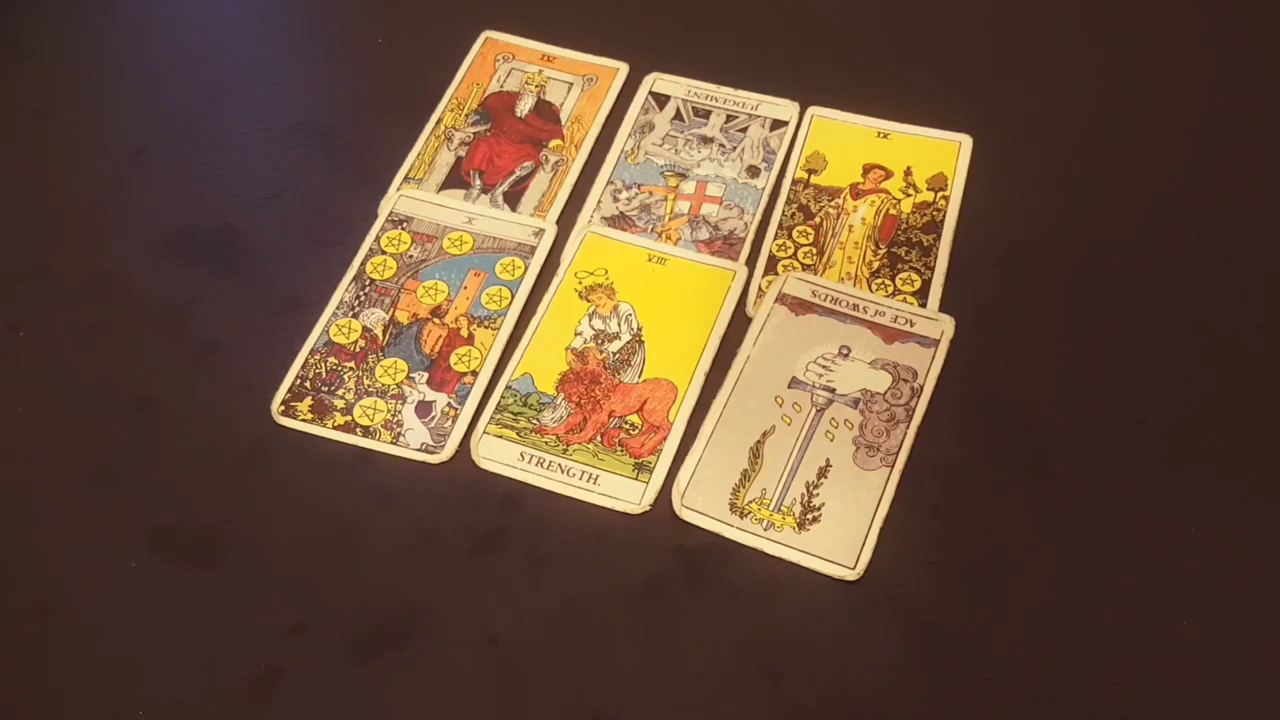 IV
JUDGEMENT.
IX
X
VIII
STRENGTH.
ACE of SWORDS.